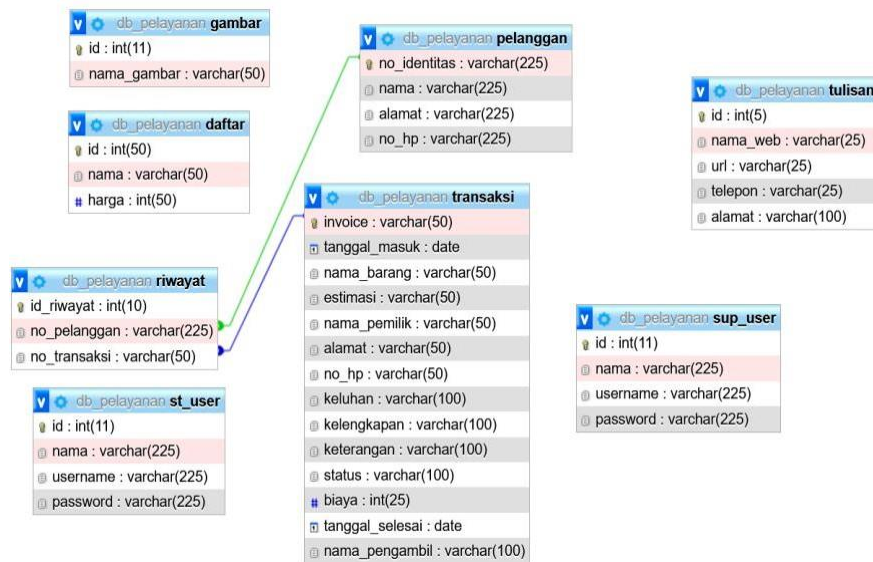 db_pelayanan gambar
id : int(11)
nama_gambar : varchar(50)
db_pelayanan daftar
id : int(50)
nama : varchar(50)
# harga : int(50)
db_pelayanan riwayat
id_riwayat : int(10)
no_pelanggan : varchar(225)
no_transaksi : varchar(50)
db_pelayanan st_user
id : int(11)
nama : varchar(225)
username : varchar(225)
password : varchar(225)
db_pelayanan pelanggan
no_identitas : varchar(225)
nama : varchar(225)
alamat : varchar(225)
no_hp : varchar(225)
db_pelayanan transaksi
invoice : varchar(50)
tanggal_masuk : date
nama_barang : varchar(50)
estimasi : varchar(50)
nama_pemilik : varchar(50)
alamat : varchar(50)
no_hp : varchar(50)
keluhan : varchar(100)
kelengkapan : varchar(100)
keterangan : varchar(100)
status : varchar(100)
# biaya : int(25)
tanggal_selesai : date
nama_pengambil : varchar(100)
db_pelayanan tulisan
id : int(5)
nama_web : varchar(25)
url : varchar(25)
telepon : varchar(25)
alamat : varchar(100)
db_pelayanan sup_user
id : int(11)
nama : varchar(225)
username : varchar(225)
password : varchar(225)